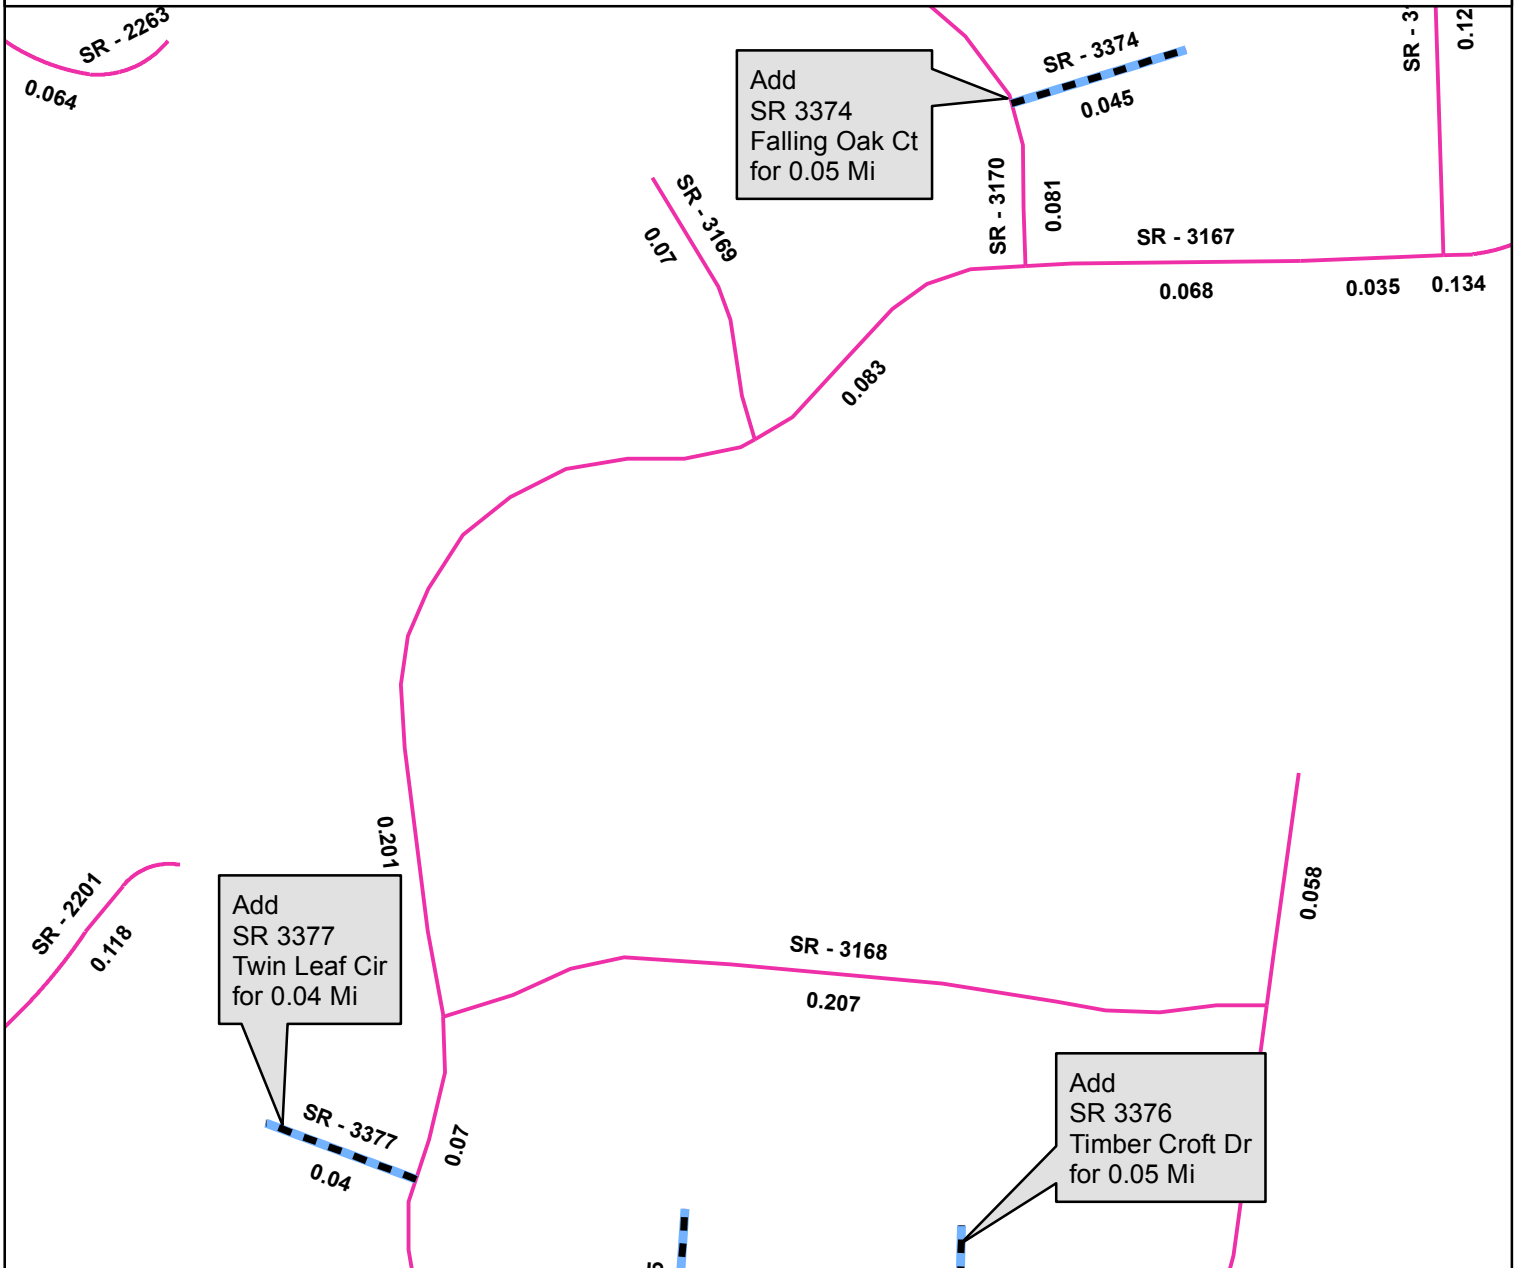 SR - 2263
0.064
Add
SR 3374
Falling Oak Ct
for 0.05 Mi
SR - 3374
0.045
SR - 3
0.12
SR - 3170
0.081
SR - 3169
0.07
SR - 3167
0.068
0.035
0.134
0.083
0.201
SR - 2201
0.118
Add
SR 3377
Twin Leaf Cir
for 0.04 Mi
SR - 3168
0.207
0.058
SR - 3377
0.04
0.07
Add
SR 3376
Timber Croft Dr
for 0.05 Mi